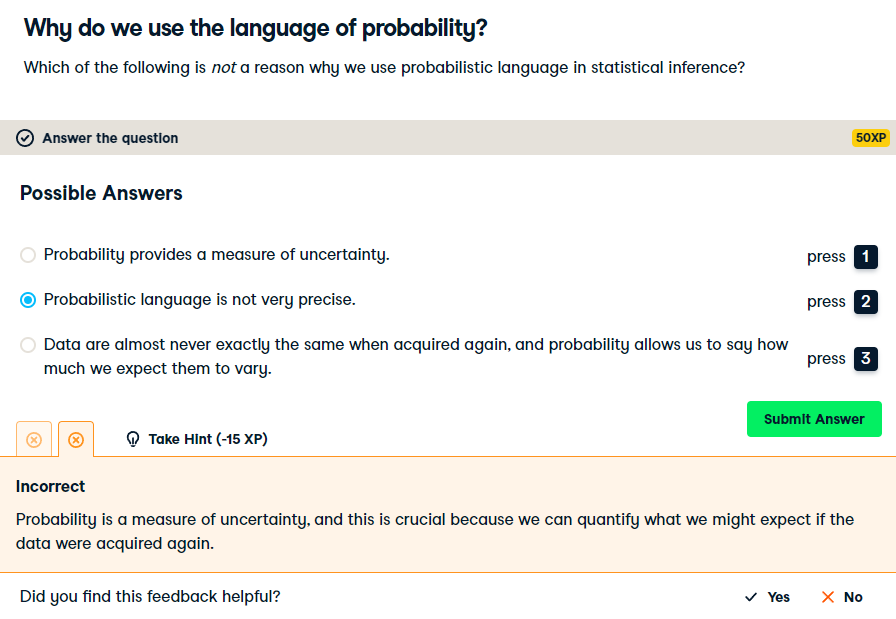 Why do we use the language of probability?
Which of the following is not a reason why we use probabilistic language in statistical inference?
Answer the question
50XP
Possible Answers
Probability provides a measure of uncertainty.
press 1
Probabilistic language is not very precise.
press 2
Data are almost never exactly the same when acquired again, and probability allows us to say how
much we expect them to vary.
press 3
Submit Answer
Take Hint (-15 XP)
Incorrect
Probability is a measure of uncertainty, and this is crucial because we can quantify what we might expect if the
data were acquired again.
Did you find this feedback helpful?
Yes
No